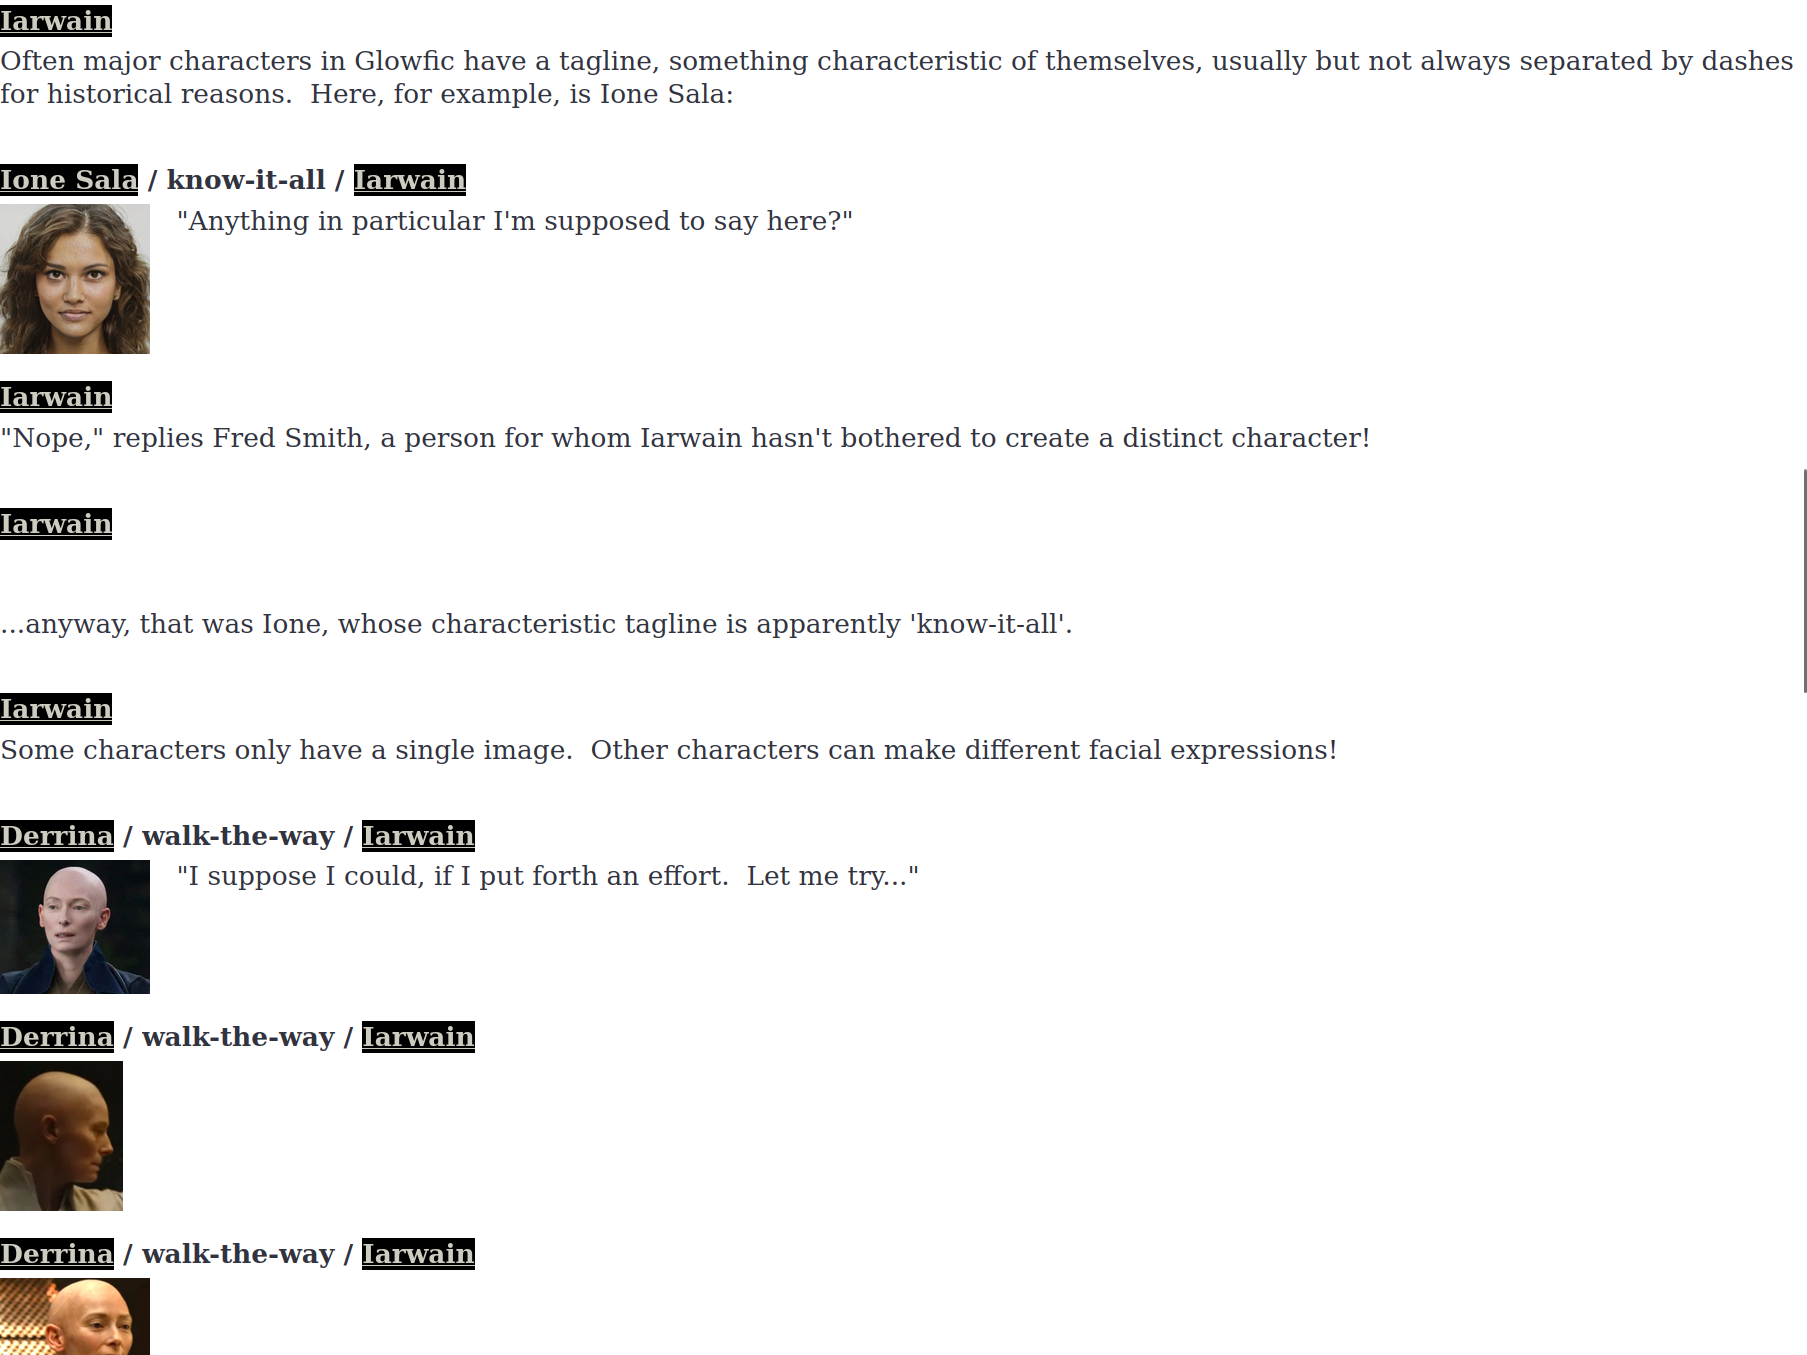 Iarwain
Often major characters in Glowfic have a tagline, something characteristic of themselves, usually but not always separated by dashes
for historical reasons.  Here, for example, is Ione Sala:
Ione Sala / know-it-all / Iarwain
"Anything in particular I'm supposed to say here?"
Iarwain
"Nope," replies Fred Smith, a person for whom Iarwain hasn't bothered to create a distinct character!
Iarwain
...anyway, that was Ione, whose characteristic tagline is apparently 'know-it-all'.
Iarwain
Some characters only have a single image.  Other characters can make different facial expressions!
Derrina / walk-the-way / Iarwain
"I suppose I could, if I put forth an effort.  Let me try..."
Derrina / walk-the-way / Iarwain
Derrina / walk-the-way / Iarwain